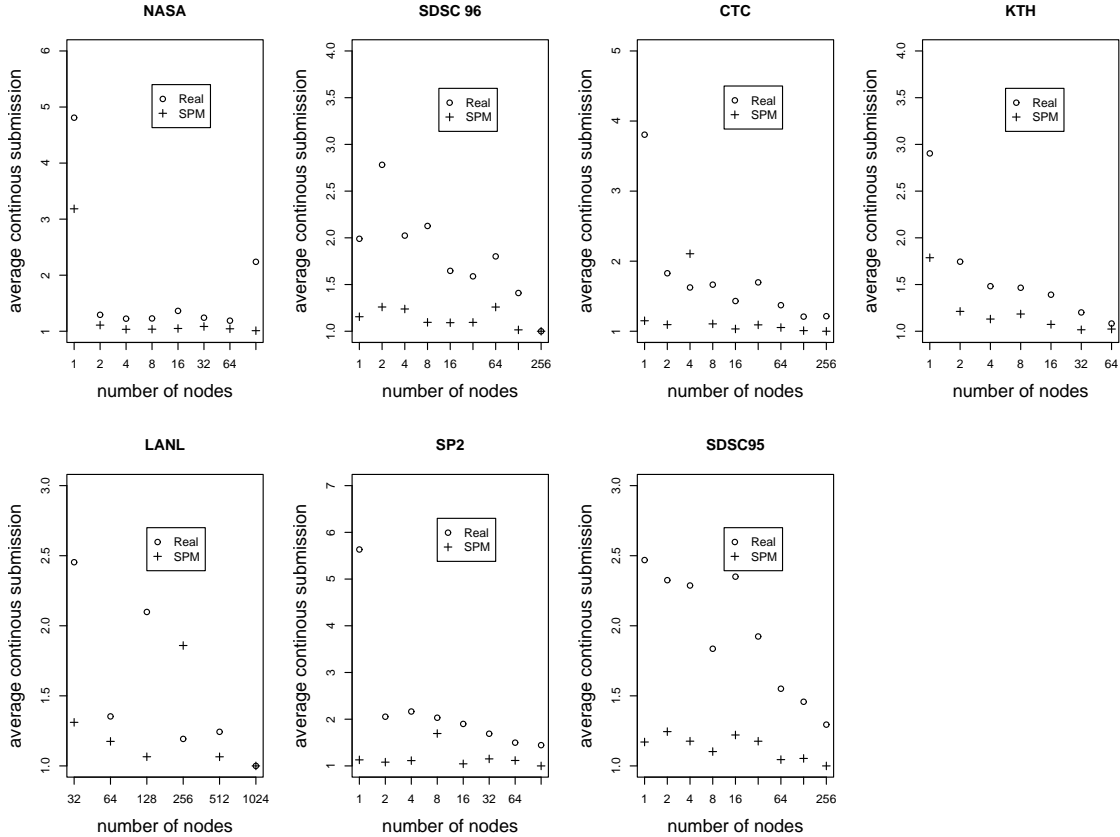 NASA
average continous submission
6
5
4
3
2
1
Real
SPM
1 2 4 8 16 32 64
number of nodes
SDSC 96
average continous submission
4.0
3.5
3.0
2.5
2.0
1.5
1.0
Real
SPM
1 2 4 8 16 64 256
number of nodes
CTC
average continous submission
5
4
3
2
1
Real
SPM
1 2 4 8 16 64 256
number of nodes
KTH
average continous submission
4.0
3.5
3.0
2.5
2.0
1.5
1.0
Real
SPM
1 2 4 8 16 32 64
number of nodes
LANL
average continous submission
3.0
2.5
2.0
1.5
1.0
Real
SPM
32 64 128 256 512 1024
number of nodes
SP2
average continous submission
7
6
5
4
3
2
1
Real
SPM
1 2 4 8 16 32 64
number of nodes
SDSC95
average continous submission
3.0
2.5
2.0
1.5
1.0
Real
SPM
1 2 4 8 16 64 256
number of nodes